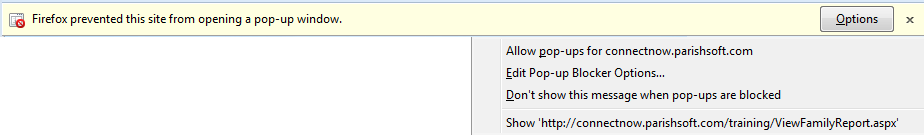 Firefox prevented this site from opening a pop-up window.
Options
Allow pop-ups for connectnow.parishsoft.com
Edit Pop-up Blocker Options...
Don't show this message when pop-ups are blocked
Show 'http://connectnow.parishsoft.com/training/ViewFamilyReport.aspx'